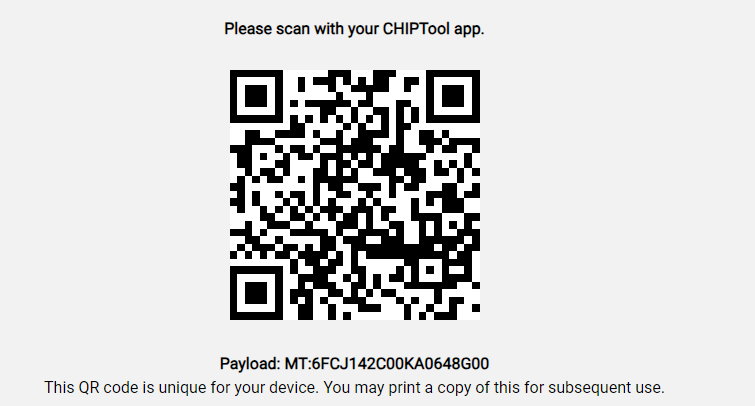 Please scan with your CHIPTool app.
Payload: MT:6FCJ142C00KA0648G00
This QR code is unique for your device. You may print a copy of this for subsequent use.